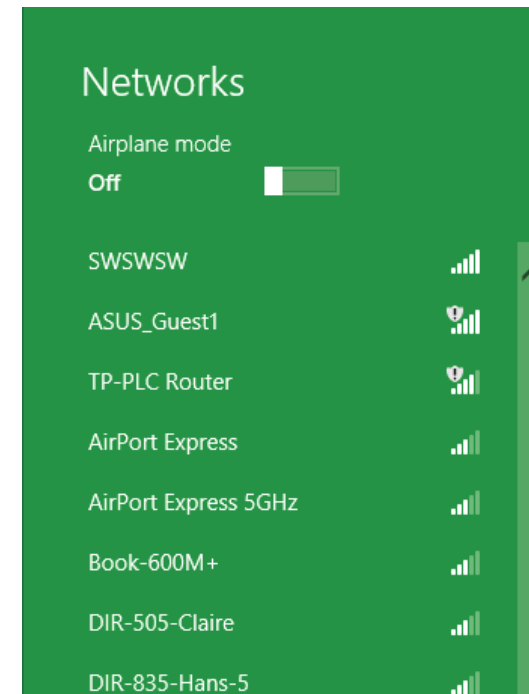 Networks
Airplane mode
Off
SWSWSW
ASUS_Guest1
TP-PLC Router
AirPort Express
AirPort Express 5GHz
Book-600M+
DIR-505-Claire
DIR-835-Hans-5